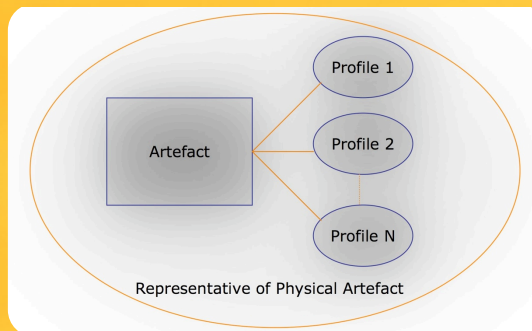 Profile 1
Artefact
Profile 2
Profile N
Representative of Physical Artefact